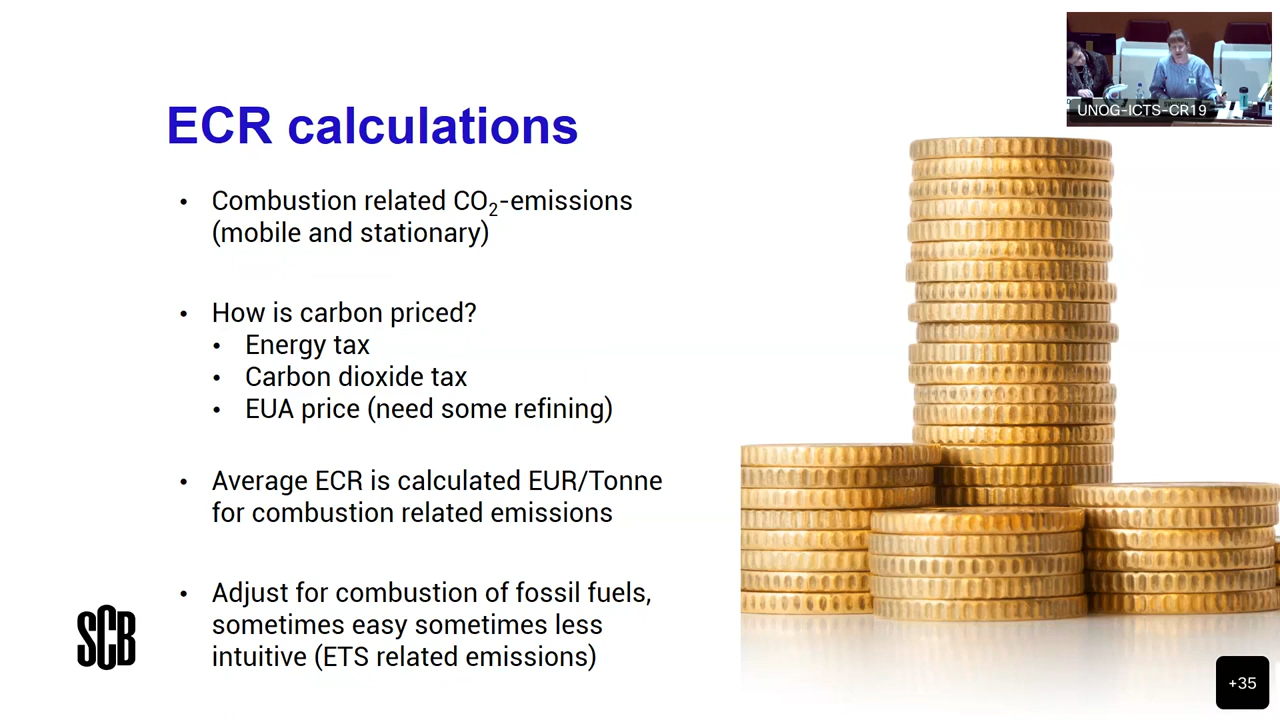 ECR calculations
• Combustion related CO₂-emissions
(mobile and stationary)
• How is carbon priced?
• Energy tax
• Carbon dioxide tax
• EUA price (need some refining)
• Average ECR is calculated EUR/Tonne
for combustion related emissions
• Adjust for combustion of fossil fuels,
sometimes easy sometimes less
intuitive (ETS related emissions)
SCB
UNOG-ICTS-CR19
+35